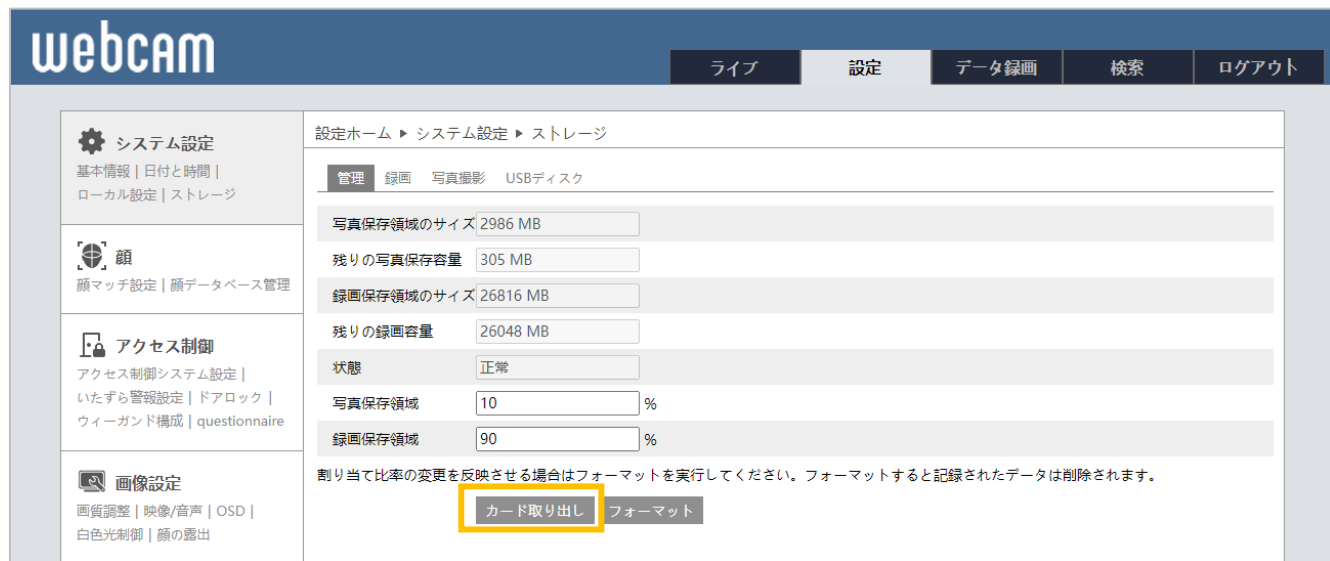 webcam
ライブ 設定 データ録画 検索 ログアウト
システム設定
基本情報 | 日付と時間 |
ローカル設定 | ストレージ
顔
顔マッチ設定 | 顔データベース管理
アクセス制御
アクセス制御システム設定 |
いたずら警報設定 | ドアロック |
ウィーガンド構成 | questionnaire
画像設定
画質調整 | 映像/音声 | OSD |
白色光制御 | 顔の露出
設定ホーム ▶ システム設定 ▶ ストレージ
管理 録画 写真撮影 USBディスク
写真保存領域のサイズ 2986 MB
残りの写真保存容量 305 MB
録画保存領域のサイズ 26816 MB
残りの録画容量 26048 MB
状態 正常
写真保存領域 10 %
録画保存領域 90 %
割り当て比率の変更を反映させる場合はフォーマットを実行してください。フォーマットすると記録されたデータは削除されます。
カード取り出し フォーマット